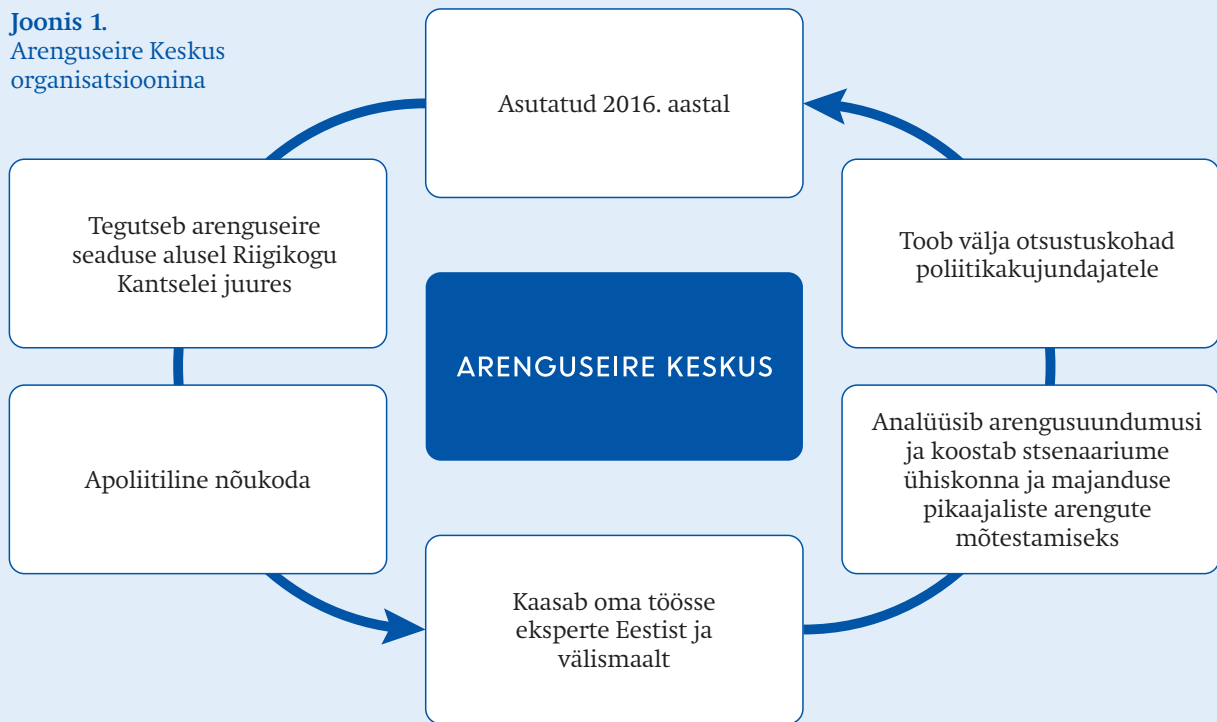 Joonis 1.
Arenguseire Keskus
organisatsioonina
Asutatud 2016. aastal
Tegutseb arenguseire
seaduse alusel Riigikogu
Kantselei juures
Toob välja otsustuskohad
poliitikakujundajatele
ARENGUSEIRE KESKUS
Apoliitiline nõukoda
Analüüsib arengusuundumusi
ja koostab stsenaariume
ühiskonna ja majanduse
pikaajaliste arengute
mõtestamiseks
Kaasab oma töösse
eksperte Eestist ja
välismaalt